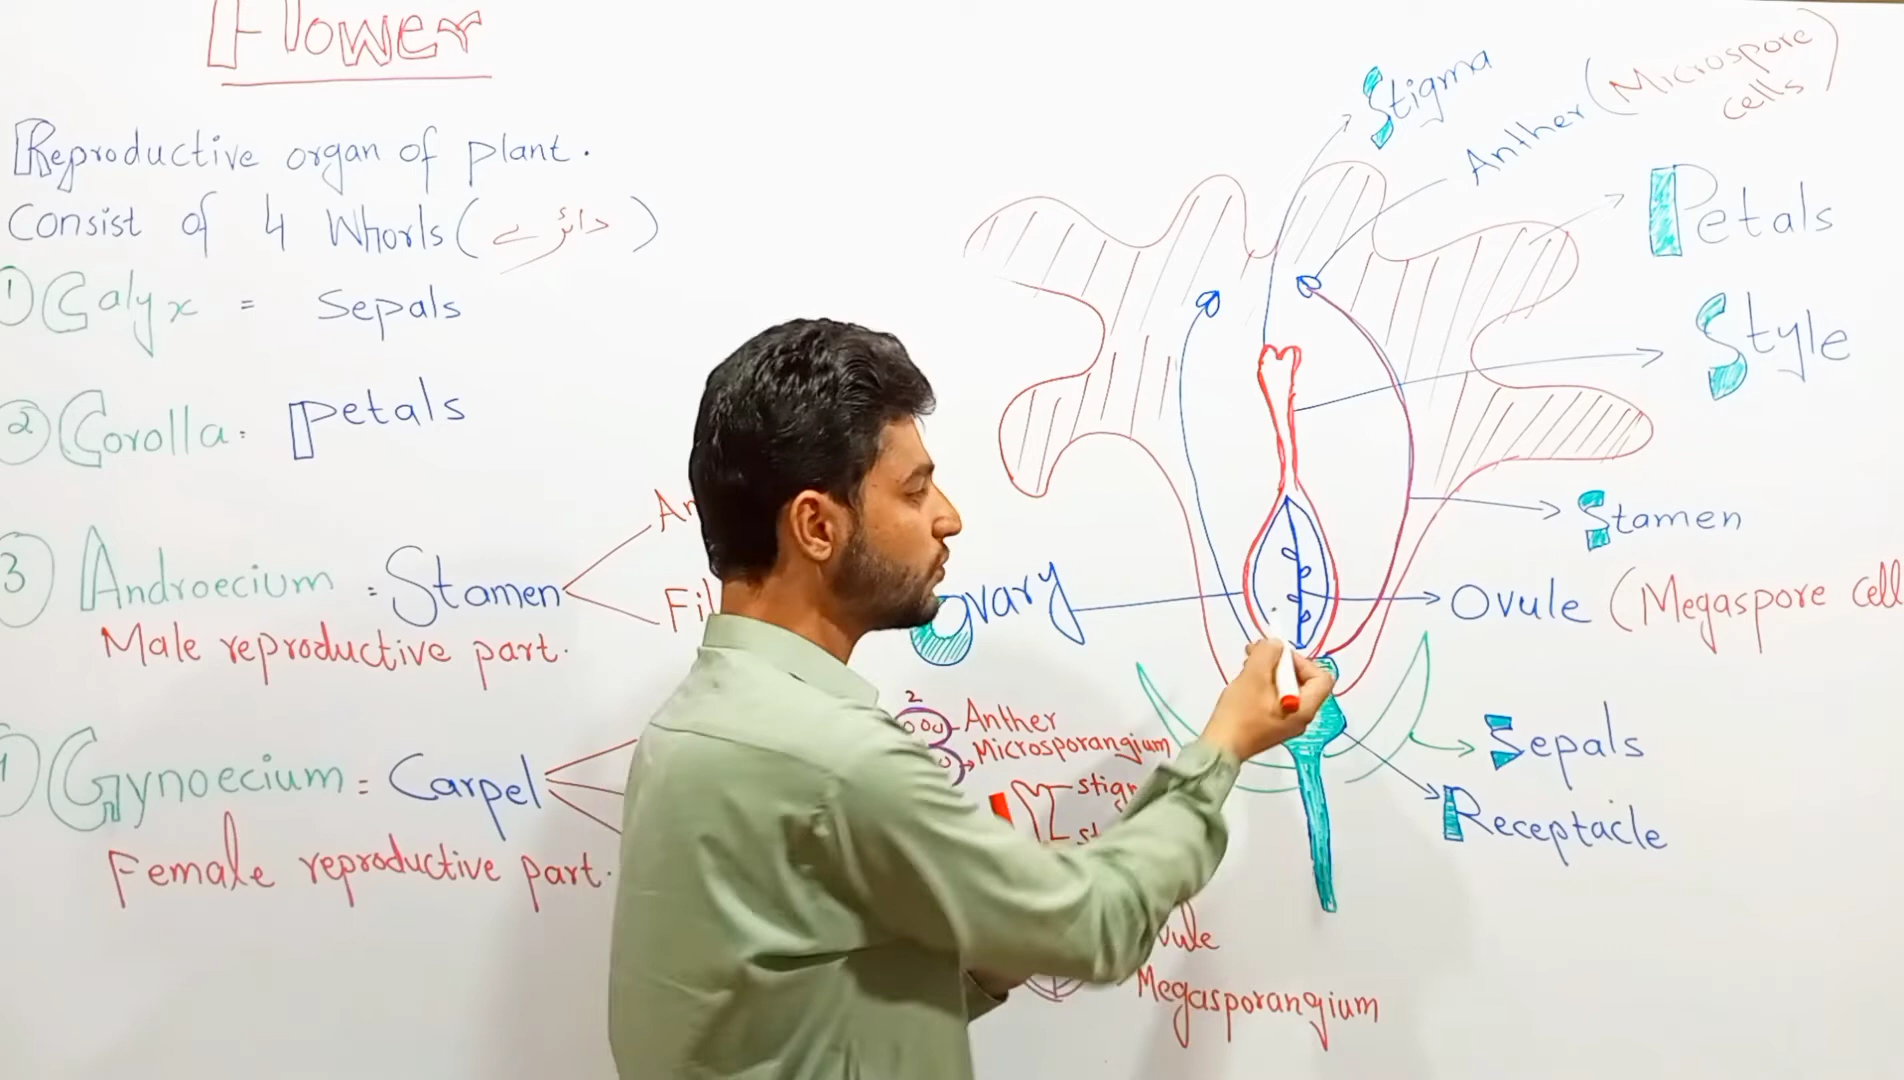 Flower
Reproductive organ of plant.
Consist of 4 Whorls (دائرے)
① Calyx = Sepals
② Corolla = Petals
③ Androecium = Stamen
Male reproductive part.
Gynoecium = Carpel
Female reproductive part.
Stigma
Anther (Microspore cells)
Petals
Style
Stamen
Ovary
Ovule (Megaspore cell
Sepals
Receptacle
2
Anther
Microsporangium
Megasporangium